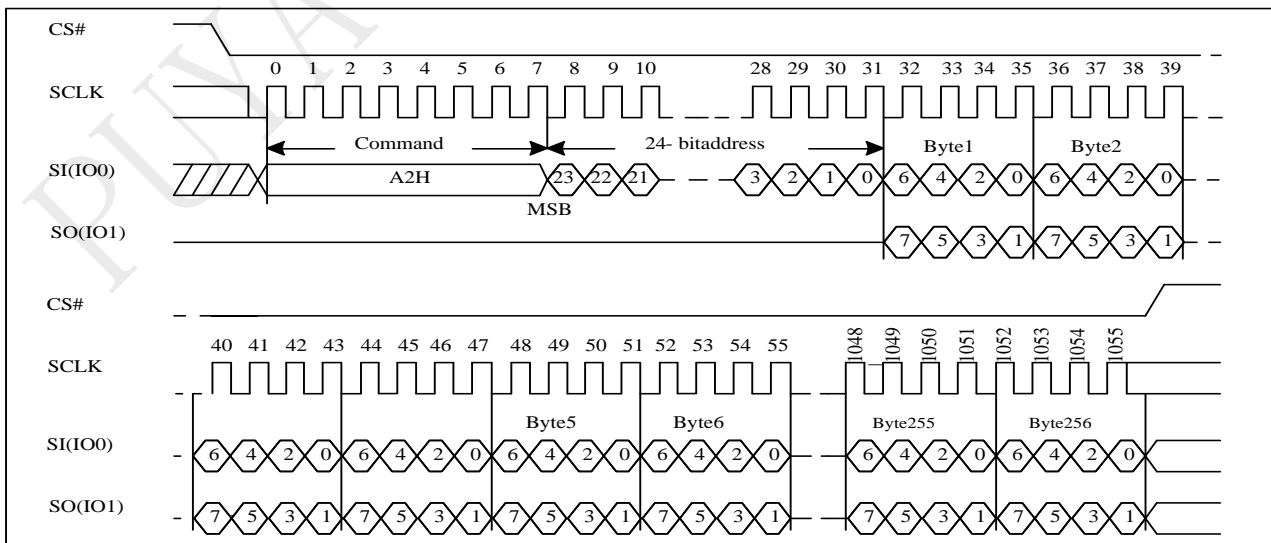 PUYA
CS#
0 1 2 3 4 5 6 7 8 9 10 28 29 30 31 32 33 34 35 36 37 38 39
SCLK
Command 24- bitaddress Byte1 Byte2
SI(IO0) A2H 23 22 21 3 2 1 0 6 4 2 0 6 4 2 0
MSB
SO(IO1) 7 5 3 1 7 5 3 1
CS#
40 41 42 43 44 45 46 47 48 49 50 51 52 53 54 55 1048 1049 1050 1051 1052 1053 1054 1055
SCLK
Byte5 Byte6 Byte255 Byte256
SI(IO0) 6 4 2 0 6 4 2 0 6 4 2 0 6 4 2 0 6 4 2 0 6 4 2 0
SO(IO1) 7 5 3 1 7 5 3 1 7 5 3 1 7 5 3 1 7 5 3 1 7 5 3 1